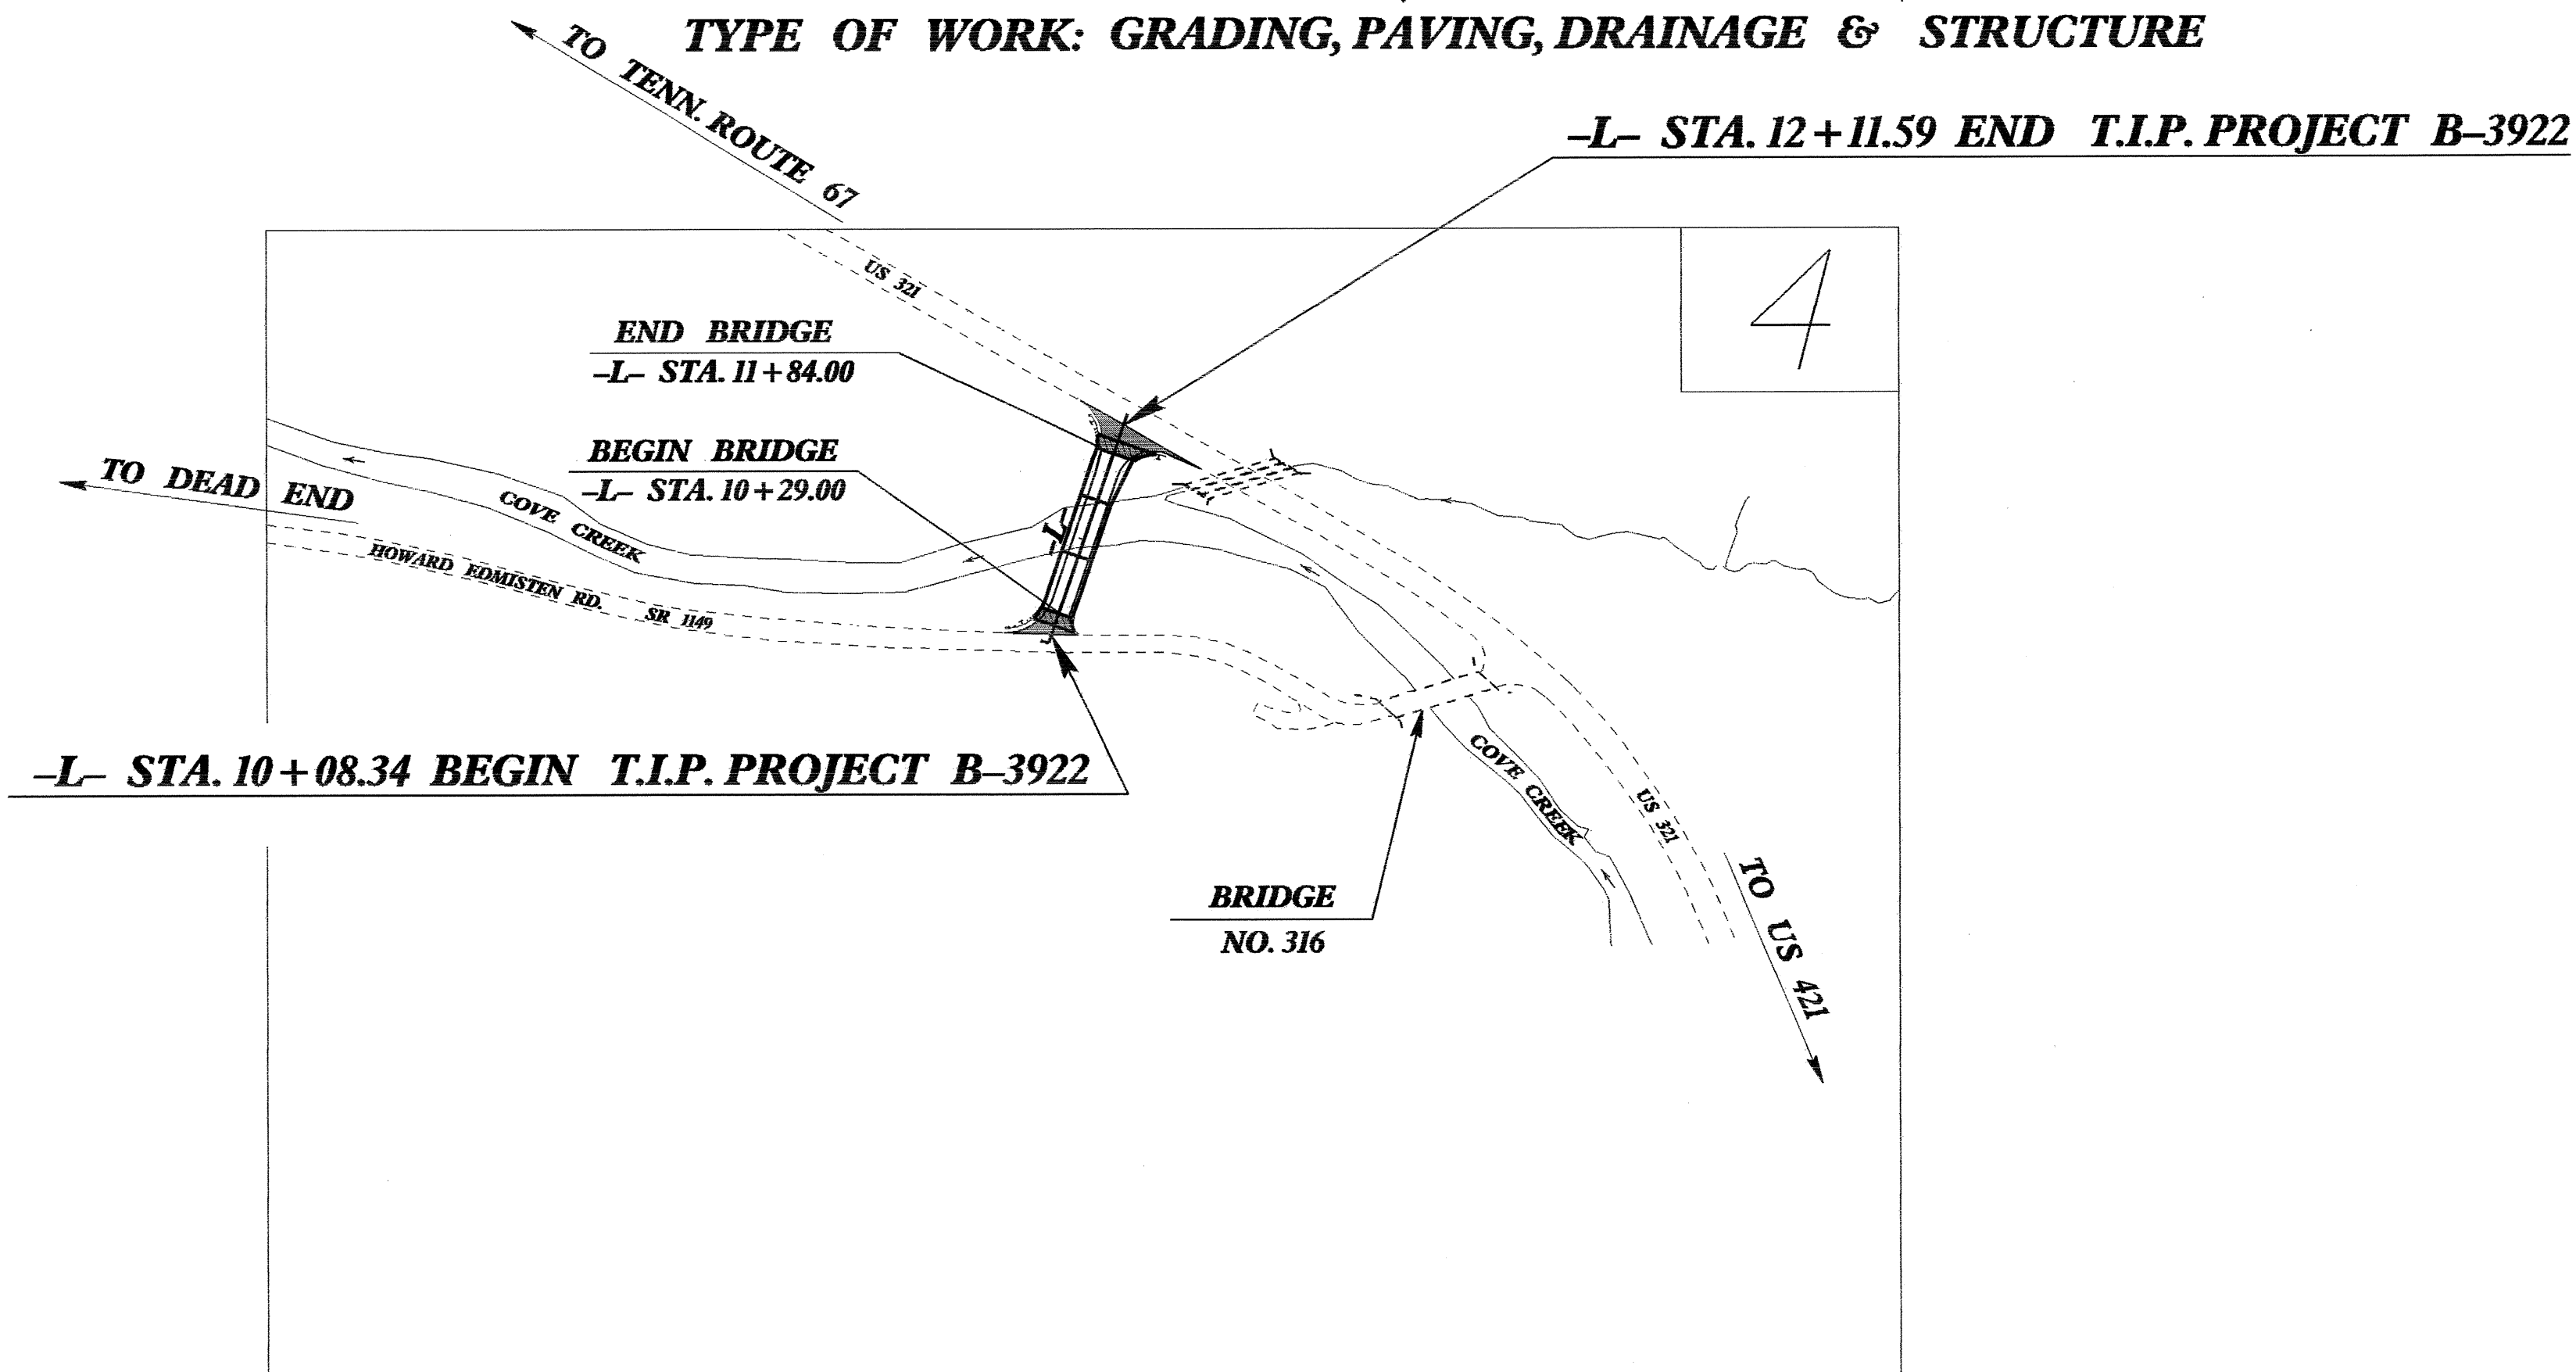 TYPE OF WORK: GRADING, PAVING, DRAINAGE & STRUCTURE
TO TENN. ROUTE 67
-L- STA. 12+11.59 END T.I.P. PROJECT B-3922
US 321
4
END BRIDGE
-L- STA. 11+84.00
BEGIN BRIDGE
-L- STA. 10+29.00
TO DEAD END
COVE CREEK
-L-
HOWARD EDMISTEN RD. SR 1149
-L- STA. 10+08.34 BEGIN T.I.P. PROJECT B-3922
COVE CREEK
US 321
BRIDGE
NO. 316
TO US 421